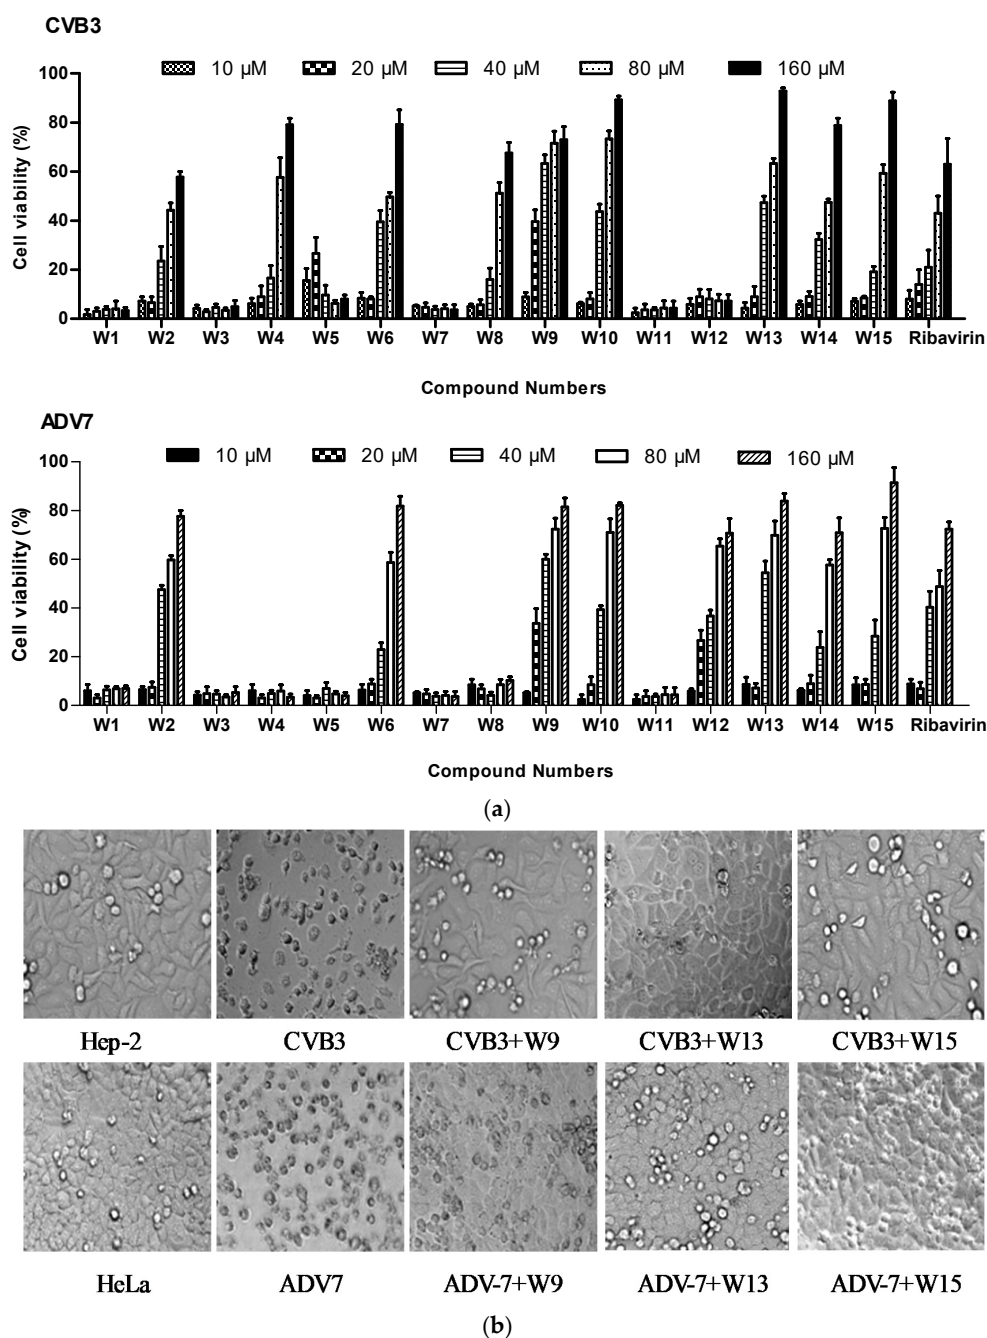 CVB3
10 µM 20 µM 40 µM 80 µM 160 µM
Cell viability (%)
100
80
60
40
20
0
W1 W2 W3 W4 W5 W6 W7 W8 W9 W10 W11 W12 W13 W14 W15 Ribavirin
Compound Numbers
ADV7
10 µM 20 µM 40 µM 80 µM 160 µM
Cell viability (%)
100
80
60
40
20
0
W1 W2 W3 W4 W5 W6 W7 W8 W9 W10 W11 W12 W13 W14 W15 Ribavirin
Compound Numbers
(a)
Hep-2 CVB3 CVB3+W9 CVB3+W13 CVB3+W15
HeLa ADV7 ADV-7+W9 ADV-7+W13 ADV-7+W15
(b)